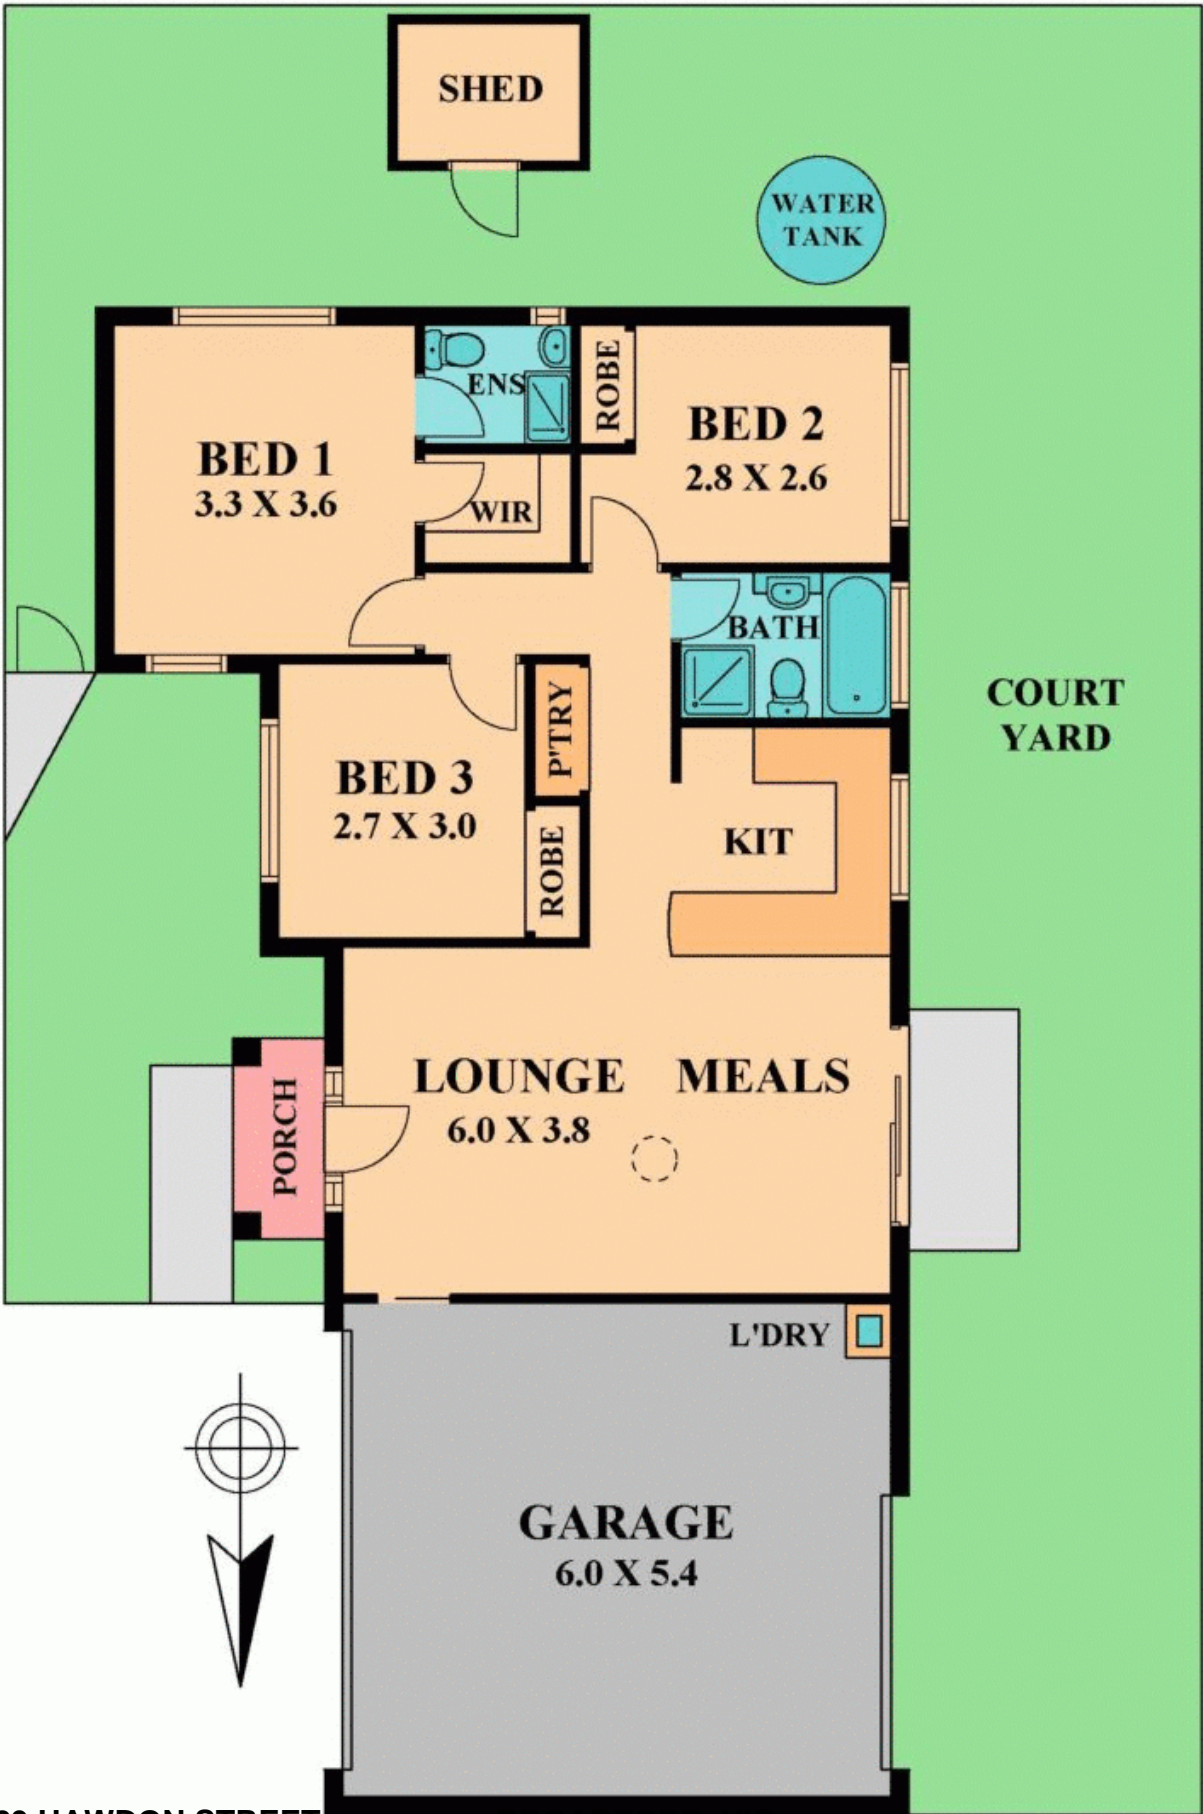 SHED
WATER
TANK
ENS
ROBE
BED 2
2.8 X 2.6
BED 1
3.3 X 3.6
WIR
BATH
COURT
YARD
P'TRY
BED 3
2.7 X 3.0
KIT
ROBE
LOUNGE MEALS
6.0 X 3.8
PORCH
L'DRY
GARAGE
6.0 X 5.4
HAWDON STREET